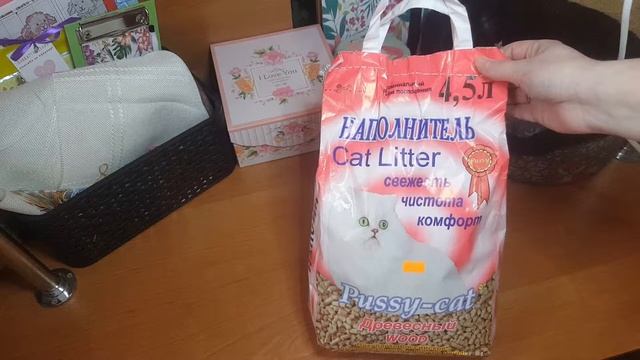 I Love You
4,5л
НАПОЛНИТЕЛЬ
Cat Litter
свежесть
чистота
комфорт
Pussy-cat
Древесный
wood